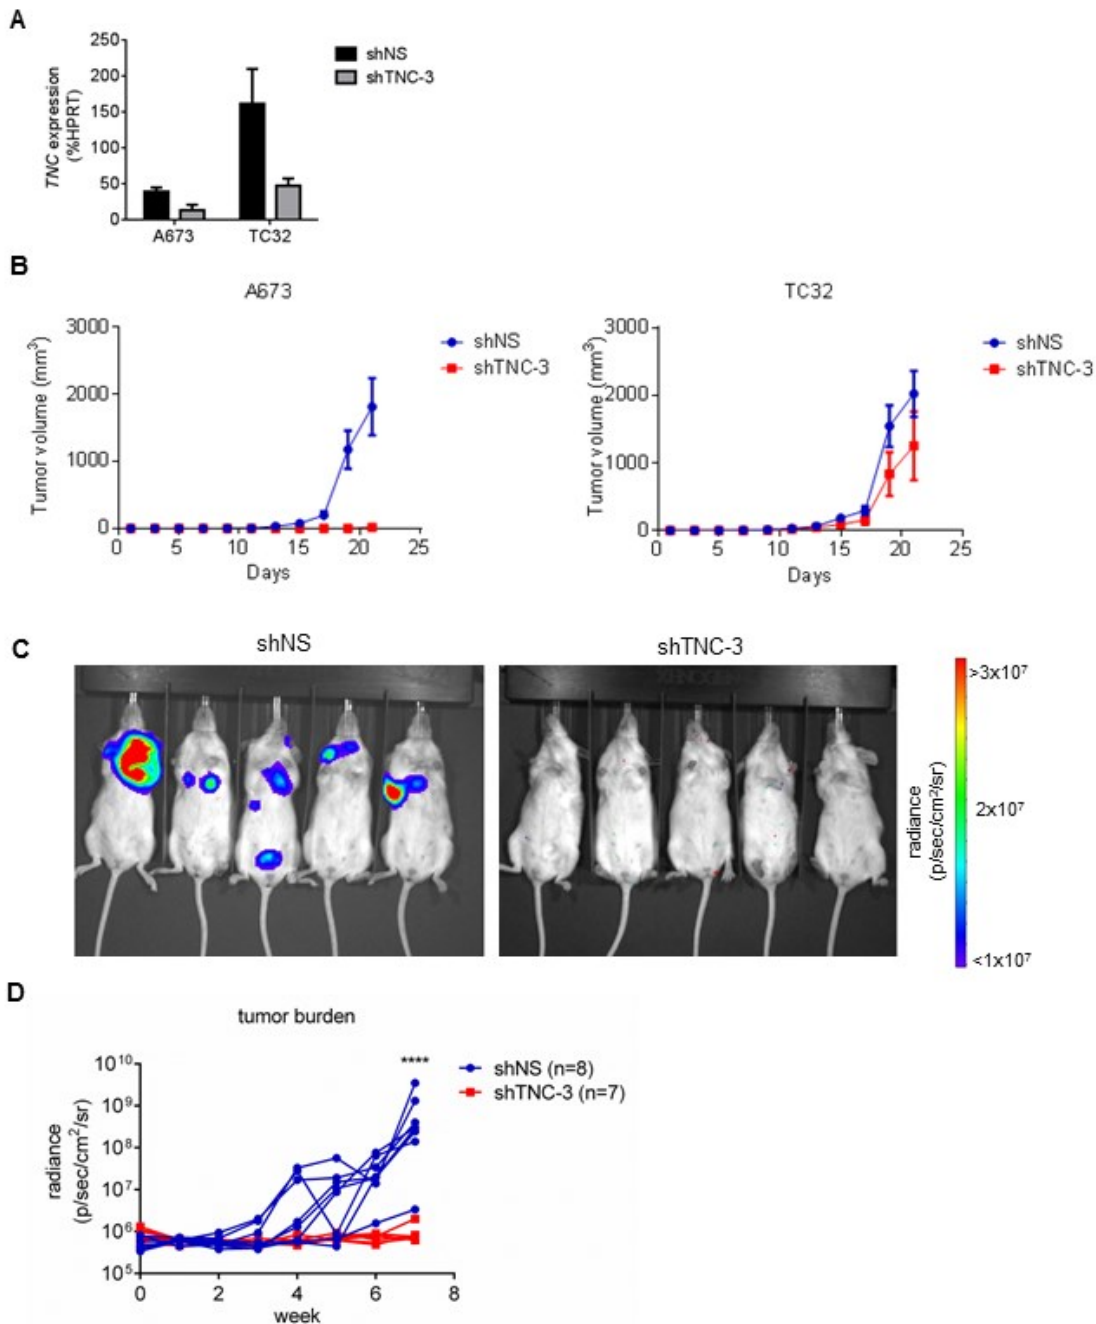 A
250
200
150
100
50
0
TNC expression
(%HPRT)
A673
TC32
shNS
shTNC-3
B
A673
3000
2000
1000
0
Tumor volume (mm³)
0 5 10 15 20 25
Days
shNS
shTNC-3
TC32
3000
2000
1000
0
Tumor volume (mm³)
0 5 10 15 20 25
Days
shNS
shTNC-3
C
shNS
shTNC-3
radiance
(p/sec/cm²/sr)
>3x10⁷
2x10⁷
<1x10⁷
D
tumor burden
10¹⁰
10⁹
10⁸
10⁷
10⁶
10⁵
radiance
(p/sec/cm²/sr)
0 2 4 6 8
week
****
shNS (n=8)
shTNC-3 (n=7)